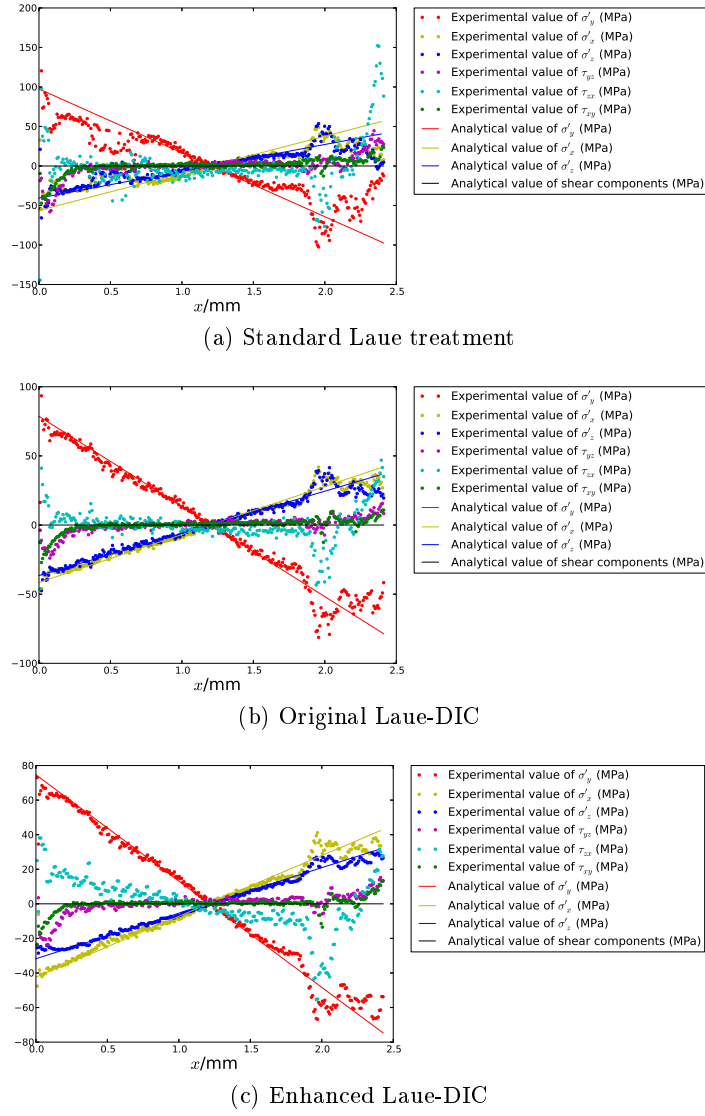 200
150
100
50
0
−50
−100
−150
0.0 0.5 1.0 1.5 2.0 2.5
x/mm
Experimental value of σ′y (MPa)
Experimental value of σ′x (MPa)
Experimental value of σ′z (MPa)
Experimental value of τyz (MPa)
Experimental value of τzx (MPa)
Experimental value of τxy (MPa)
Analytical value of σ′y (MPa)
Analytical value of σ′x (MPa)
Analytical value of σ′z (MPa)
Analytical value of shear components (MPa)
(a) Standard Laue treatment
100
50
0
−50
−100
0.0 0.5 1.0 1.5 2.0 2.5
x/mm
Experimental value of σ′y (MPa)
Experimental value of σ′x (MPa)
Experimental value of σ′z (MPa)
Experimental value of τyz (MPa)
Experimental value of τzx (MPa)
Experimental value of τxy (MPa)
Analytical value of σ′y (MPa)
Analytical value of σ′x (MPa)
Analytical value of σ′z (MPa)
Analytical value of shear components (MPa)
(b) Original Laue-DIC
80
60
40
20
0
−20
−40
−60
−80
0.0 0.5 1.0 1.5 2.0 2.5
x/mm
Experimental value of σ′y (MPa)
Experimental value of σ′x (MPa)
Experimental value of σ′z (MPa)
Experimental value of τyz (MPa)
Experimental value of τzx (MPa)
Experimental value of τxy (MPa)
Analytical value of σ′y (MPa)
Analytical value of σ′x (MPa)
Analytical value of σ′z (MPa)
Analytical value of shear components (MPa)
(c) Enhanced Laue-DIC